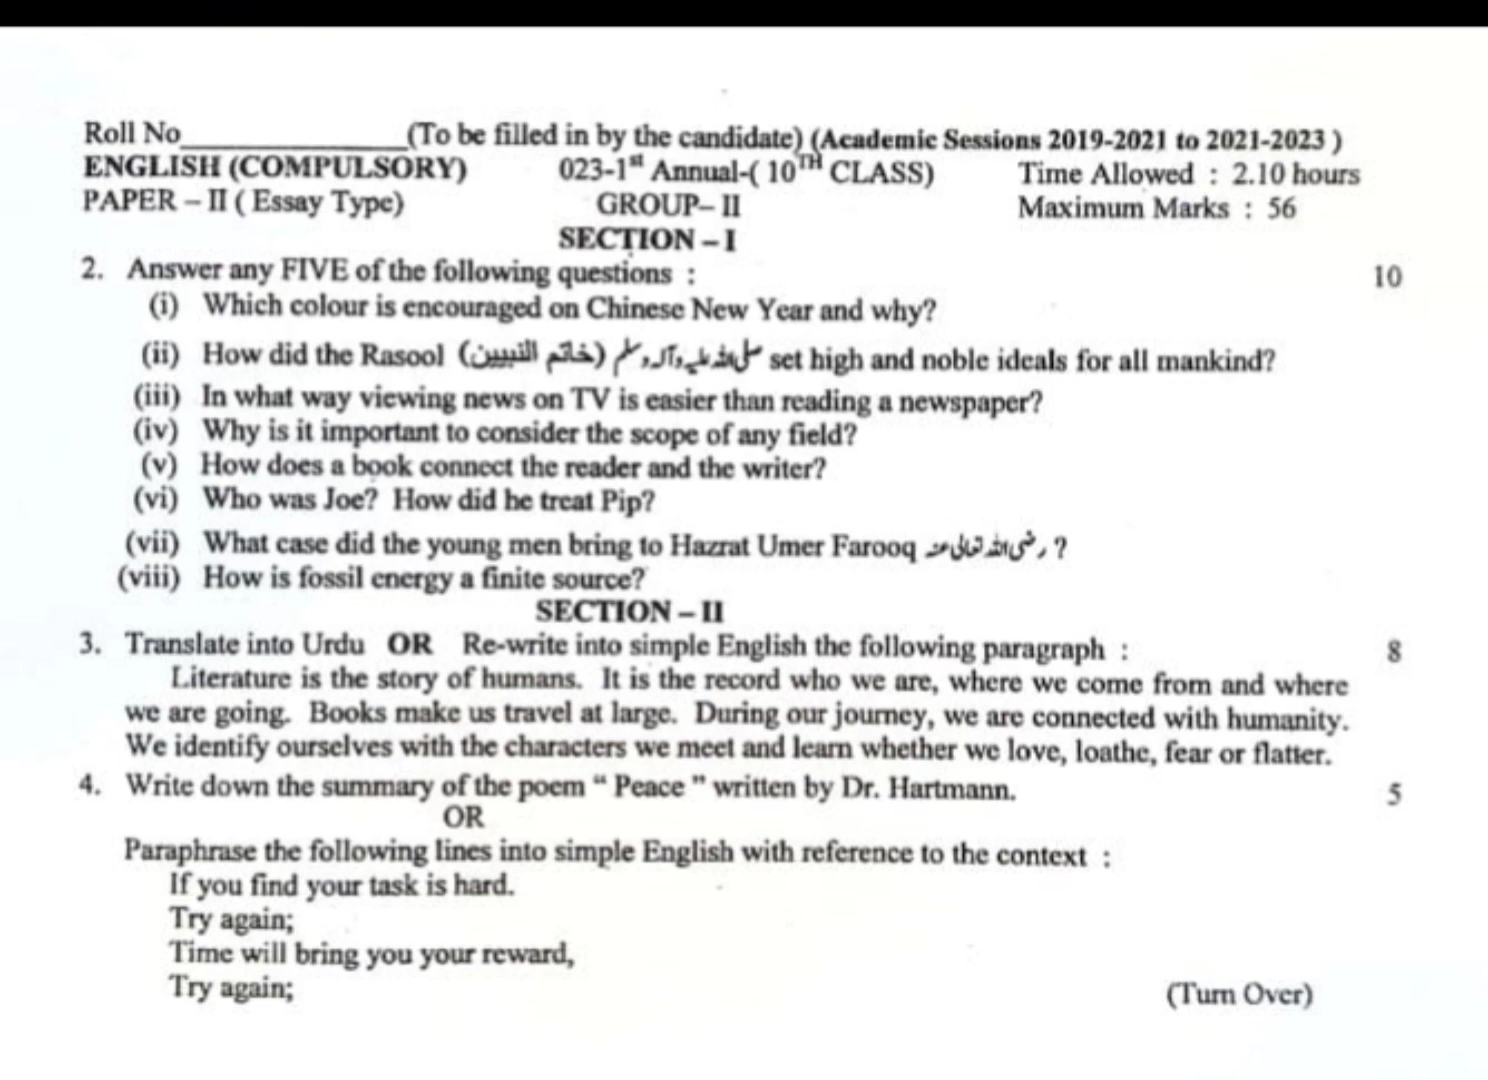 Roll No____________(To be filled in by the candidate) (Academic Sessions 2019-2021 to 2021-2023 )
ENGLISH (COMPULSORY) 023-1st Annual-( 10TH CLASS) Time Allowed : 2.10 hours
PAPER – II ( Essay Type) GROUP– II Maximum Marks : 56
SECTION – I
2. Answer any FIVE of the following questions : 10
(i) Which colour is encouraged on Chinese New Year and why?
(ii) How did the Rasool (خاتم النبیین) صلی اللہ علیہ وآلہ وسلم set high and noble ideals for all mankind?
(iii) In what way viewing news on TV is easier than reading a newspaper?
(iv) Why is it important to consider the scope of any field?
(v) How does a book connect the reader and the writer?
(vi) Who was Joe? How did he treat Pip?
(vii) What case did the young men bring to Hazrat Umer Farooq رضی اللہ تعالیٰ عنہ ?
(viii) How is fossil energy a finite source?
SECTION – II
3. Translate into Urdu OR Re-write into simple English the following paragraph : 8
Literature is the story of humans. It is the record who we are, where we come from and where
we are going. Books make us travel at large. During our journey, we are connected with humanity.
We identify ourselves with the characters we meet and learn whether we love, loathe, fear or flatter.
4. Write down the summary of the poem “ Peace ” written by Dr. Hartmann. 5
OR
Paraphrase the following lines into simple English with reference to the context :
If you find your task is hard.
Try again;
Time will bring you your reward,
Try again;
(Turn Over)